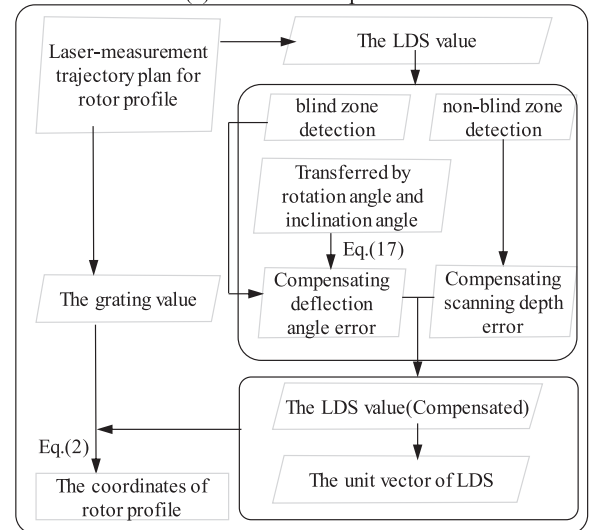 Laser-measurement
trajectory plan for
rotor profile
The LDS value
blind zone
detection
non-blind zone
detection
Transferred by
rotation angle and
inclination angle
Eq.(17)
The grating value
Compensating
deflection
angle error
Compensating
scanning depth
error
The LDS value(Compensated)
Eq.(2)
The unit vector of LDS
The coordinates of
rotor profile